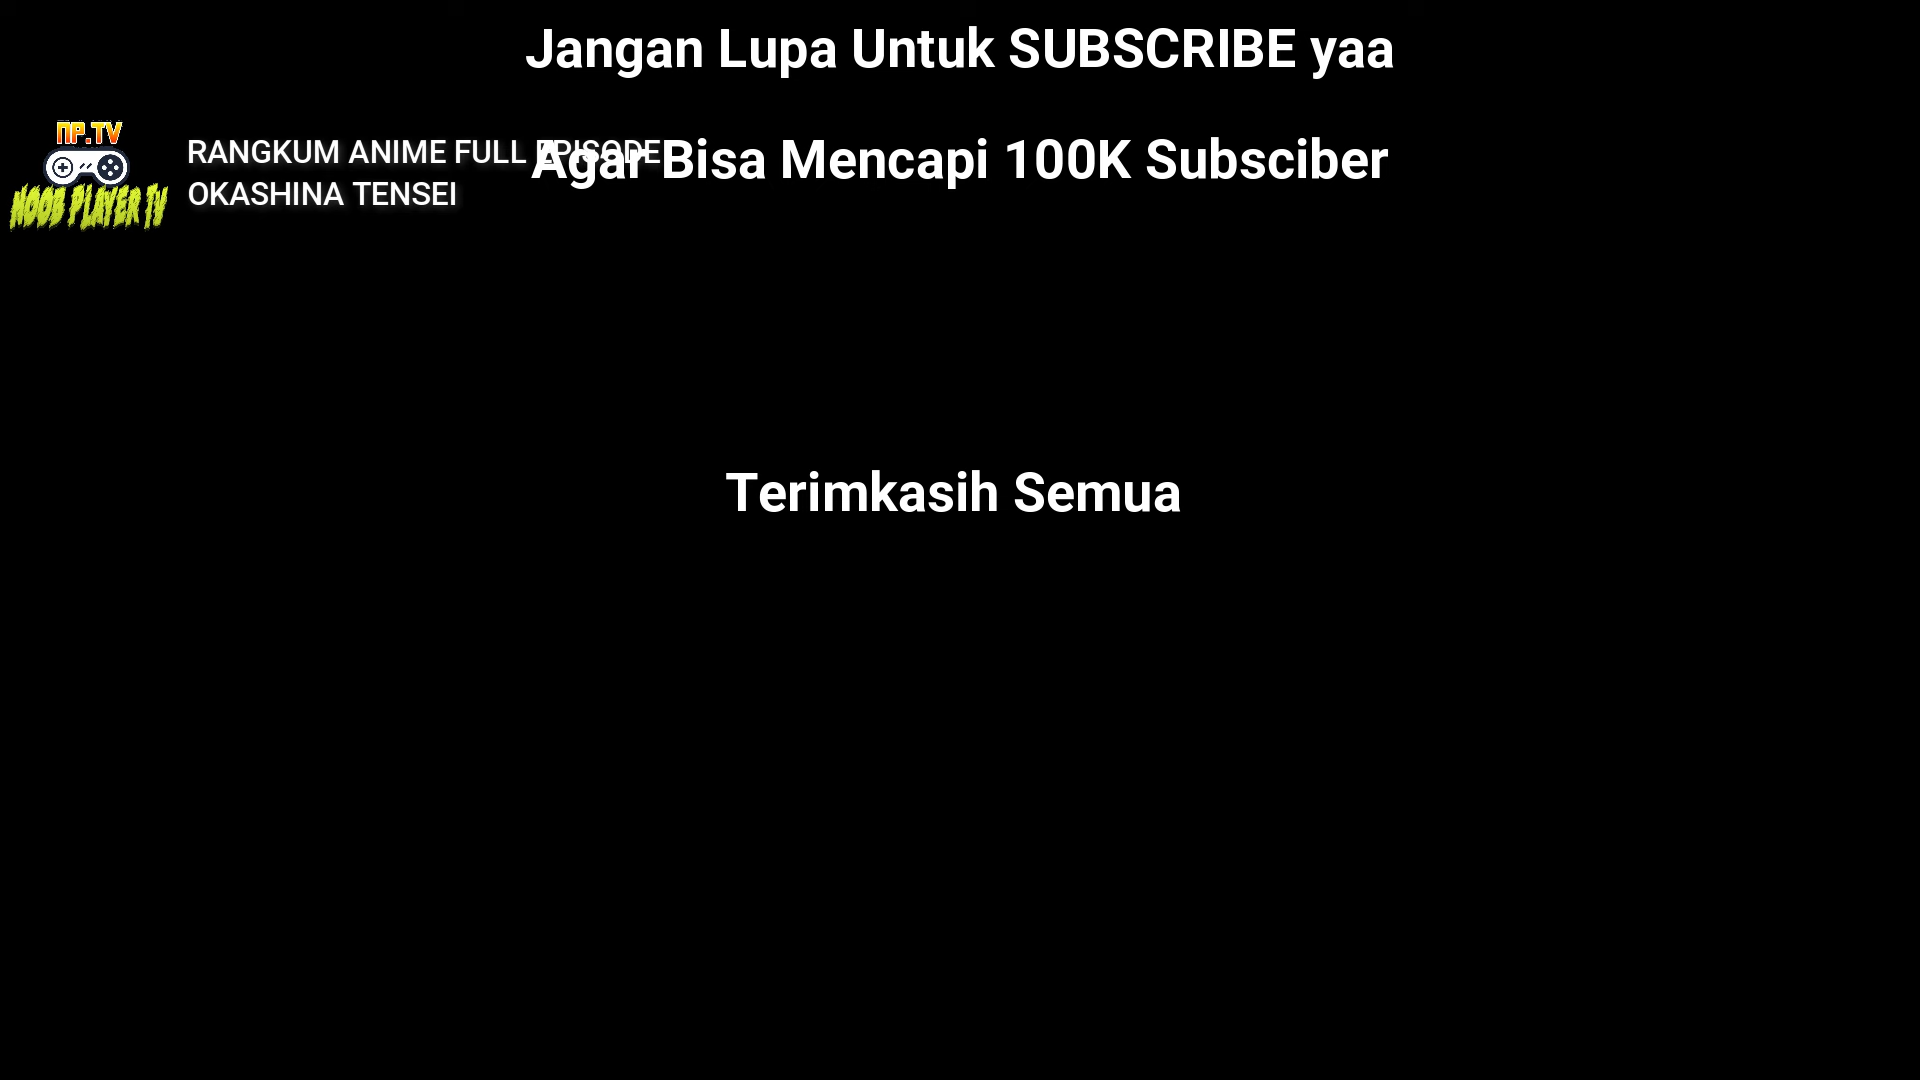 Jangan Lupa Untuk SUBSCRIBE yaa
NP.TV
NOOB PLAYER TV
RANGKUM ANIME FULL EPISODE
OKASHINA TENSEI
Agar Bisa Mencapi 100K Subsciber
Terimkasih Semua